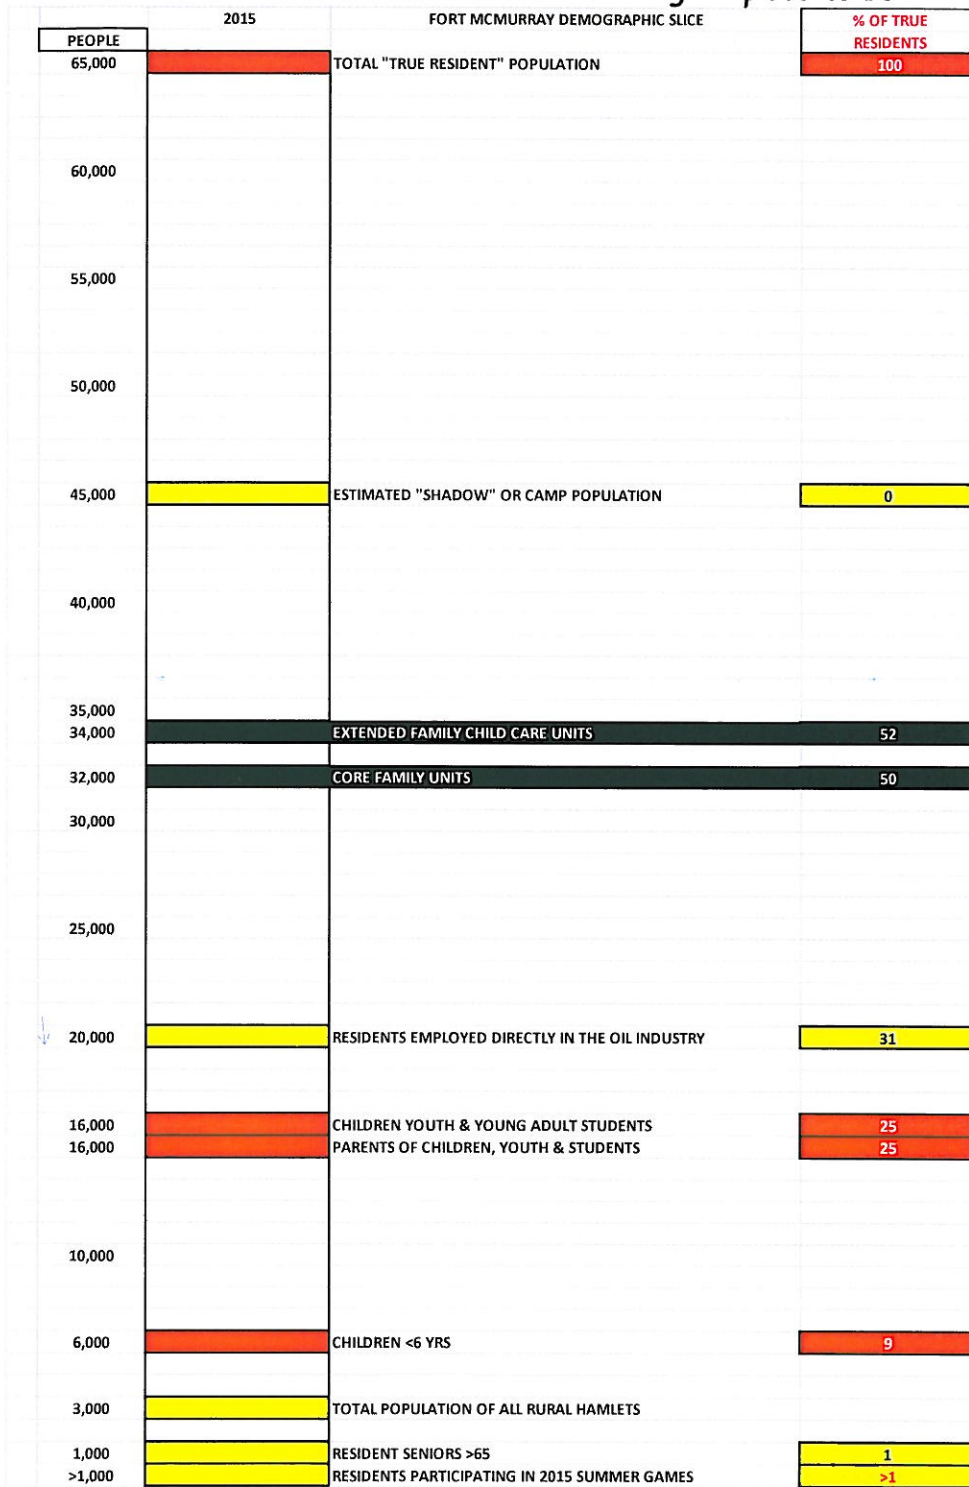 2015 FORT MCMURRAY DEMOGRAPHIC SLICE % OF TRUE
PEOPLE RESIDENTS
65,000 TOTAL "TRUE RESIDENT" POPULATION 100
60,000
55,000
50,000
45,000 ESTIMATED "SHADOW" OR CAMP POPULATION 0
40,000
35,000
34,000 EXTENDED FAMILY CHILD CARE UNITS 52
32,000 CORE FAMILY UNITS 50
30,000
25,000
20,000 RESIDENTS EMPLOYED DIRECTLY IN THE OIL INDUSTRY 31
16,000 CHILDREN YOUTH & YOUNG ADULT STUDENTS 25
16,000 PARENTS OF CHILDREN, YOUTH & STUDENTS 25
10,000
6,000 CHILDREN <6 YRS 9
3,000 TOTAL POPULATION OF ALL RURAL HAMLETS
1,000 RESIDENT SENIORS >65 1
>1,000 RESIDENTS PARTICIPATING IN 2015 SUMMER GAMES >1